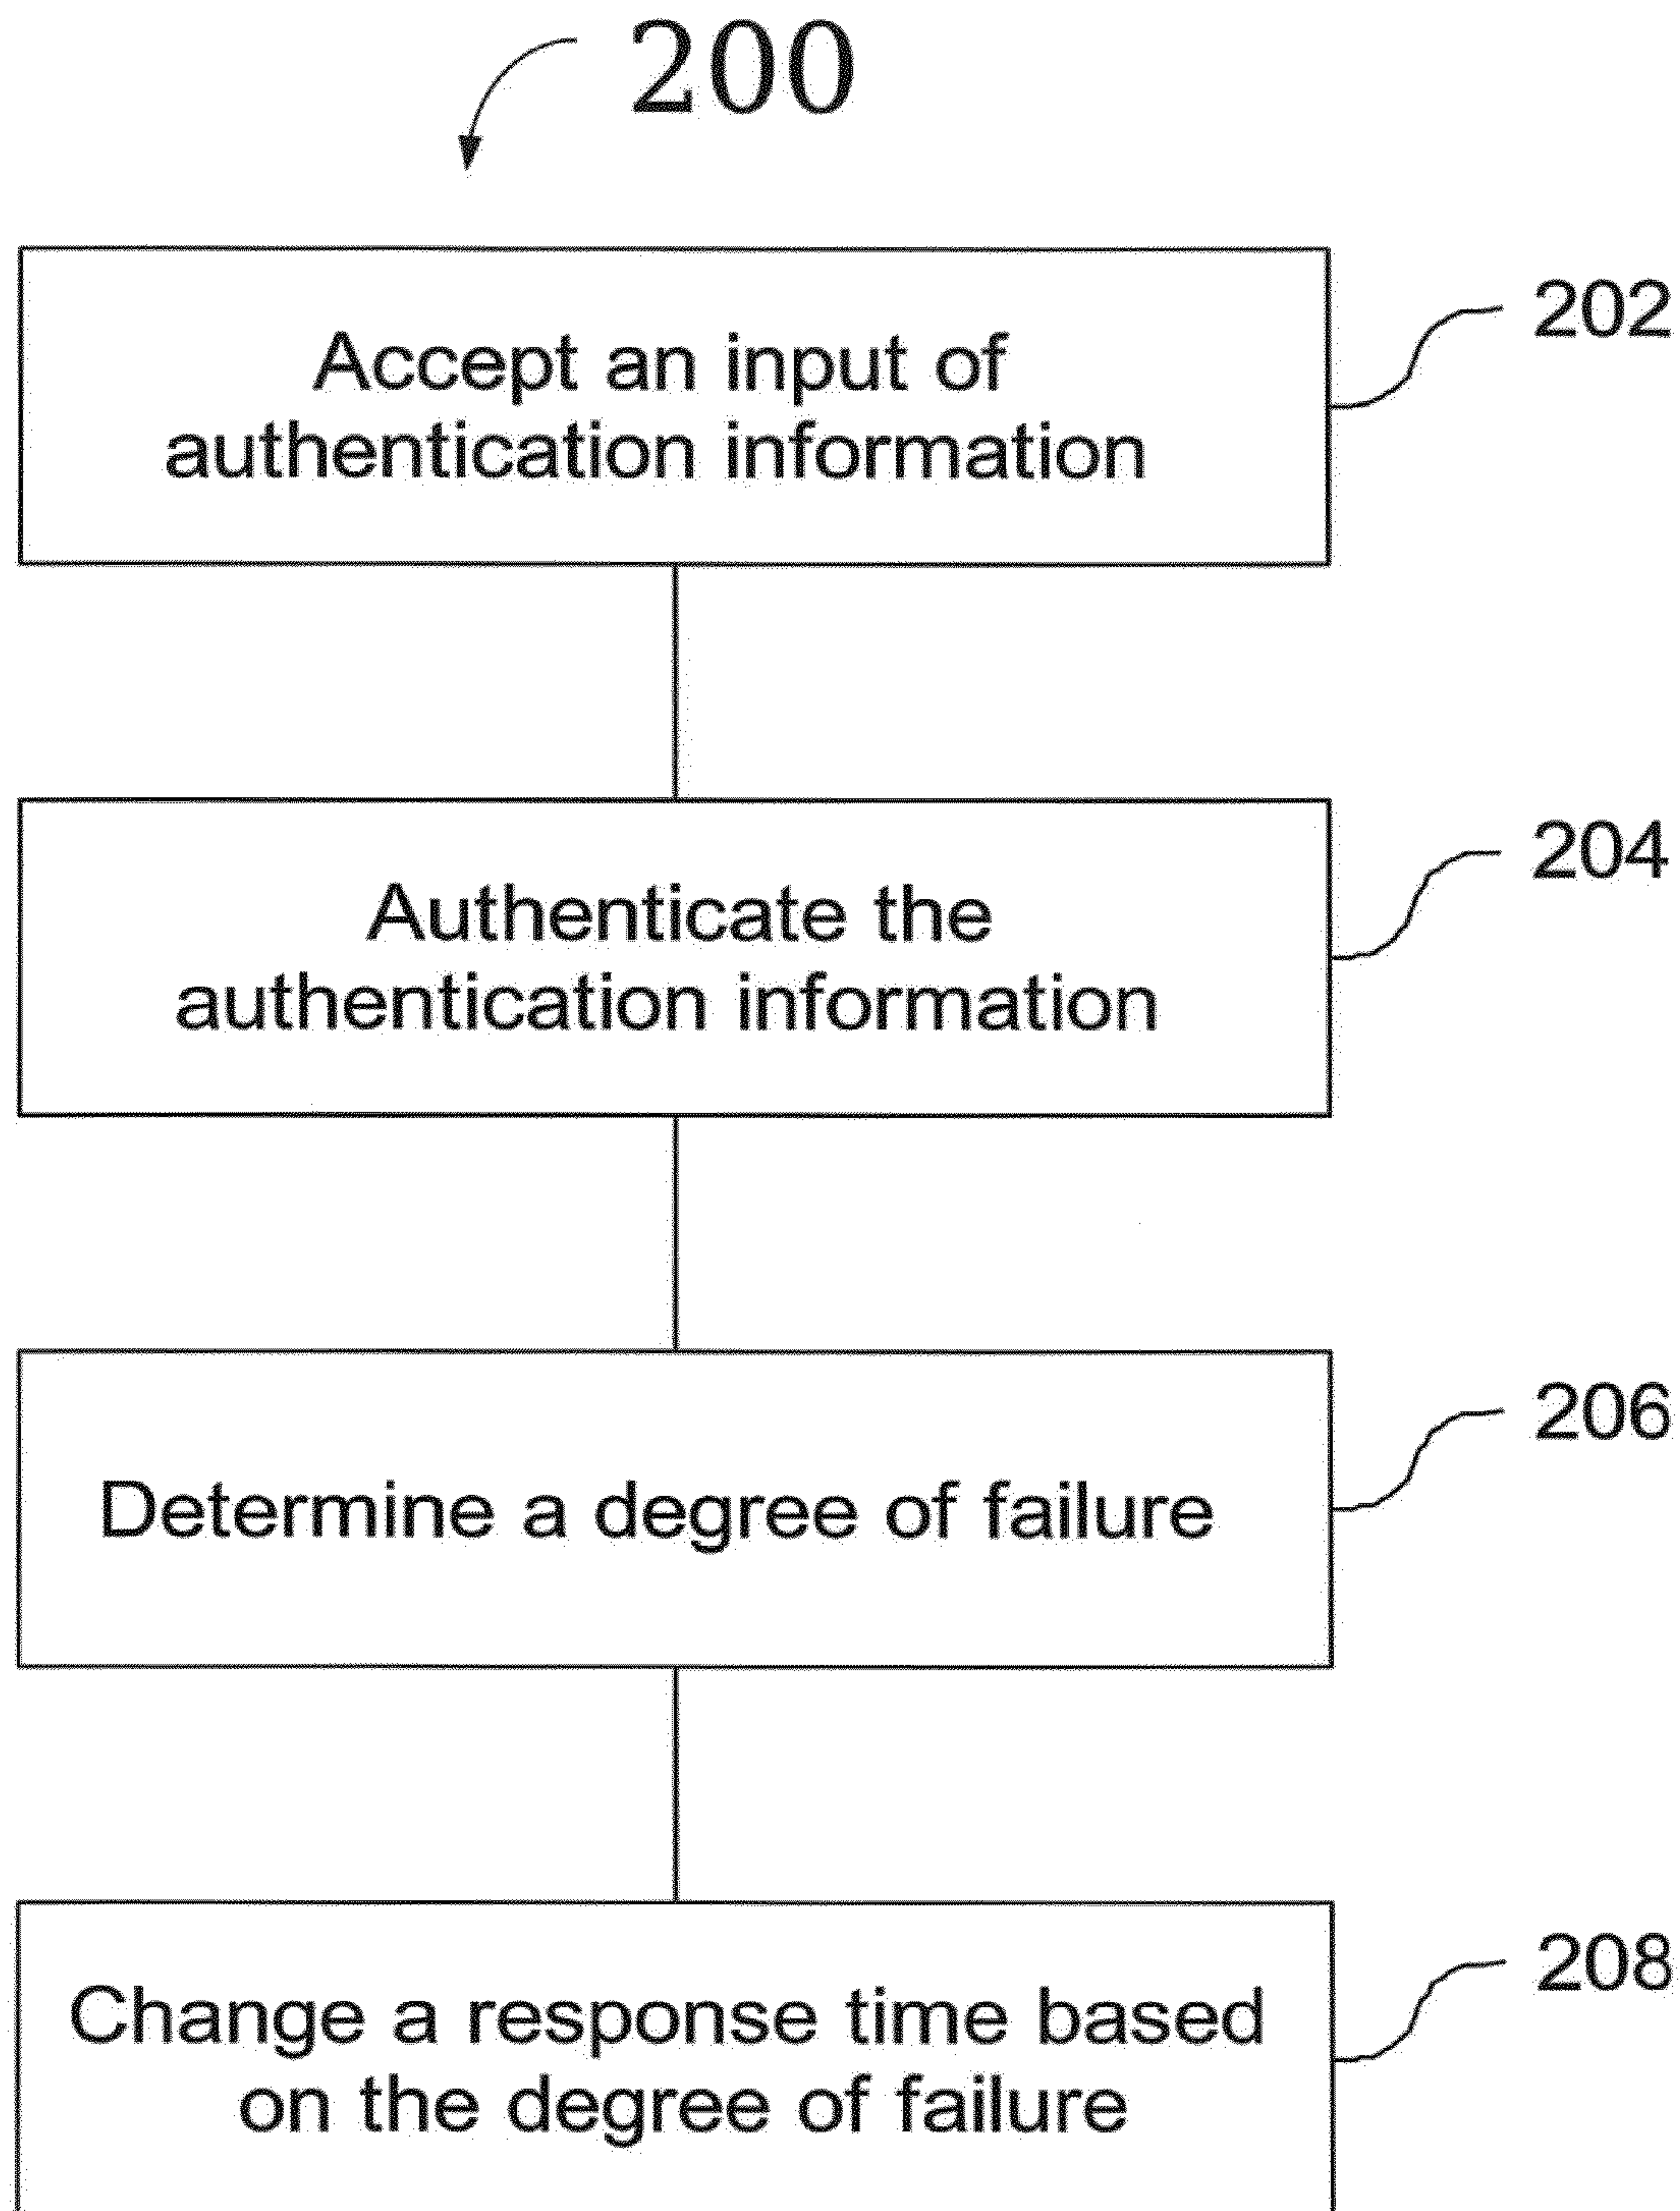 200
Accept an input of
authentication information
202
Authenticate the
authentication information
204
Determine a degree of failure
206
Change a response time based
on the degree of failure
208